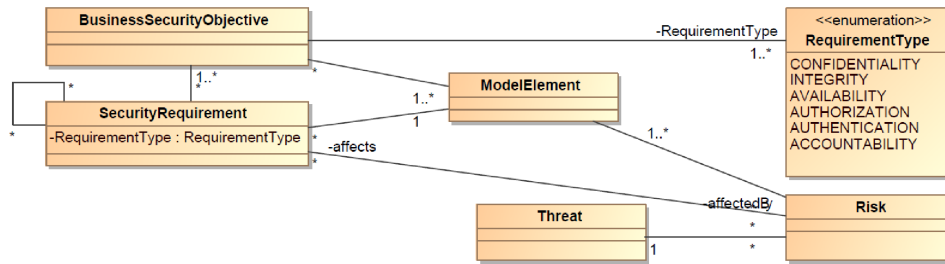 BusinessSecurityObjective
<<enumeration>>
RequirementType
-RequirementType
1..*
CONFIDENTIALITY
INTEGRITY
AVAILABILITY
AUTHORIZATION
AUTHENTICATION
ACCOUNTABILITY
1..*
*
*
ModelElement
1..*
1
*
*
SecurityRequirement
-RequirementType : RequirementType
*
*
-affects
1..*
-affectedBy
*
*
Threat
1
*
Risk